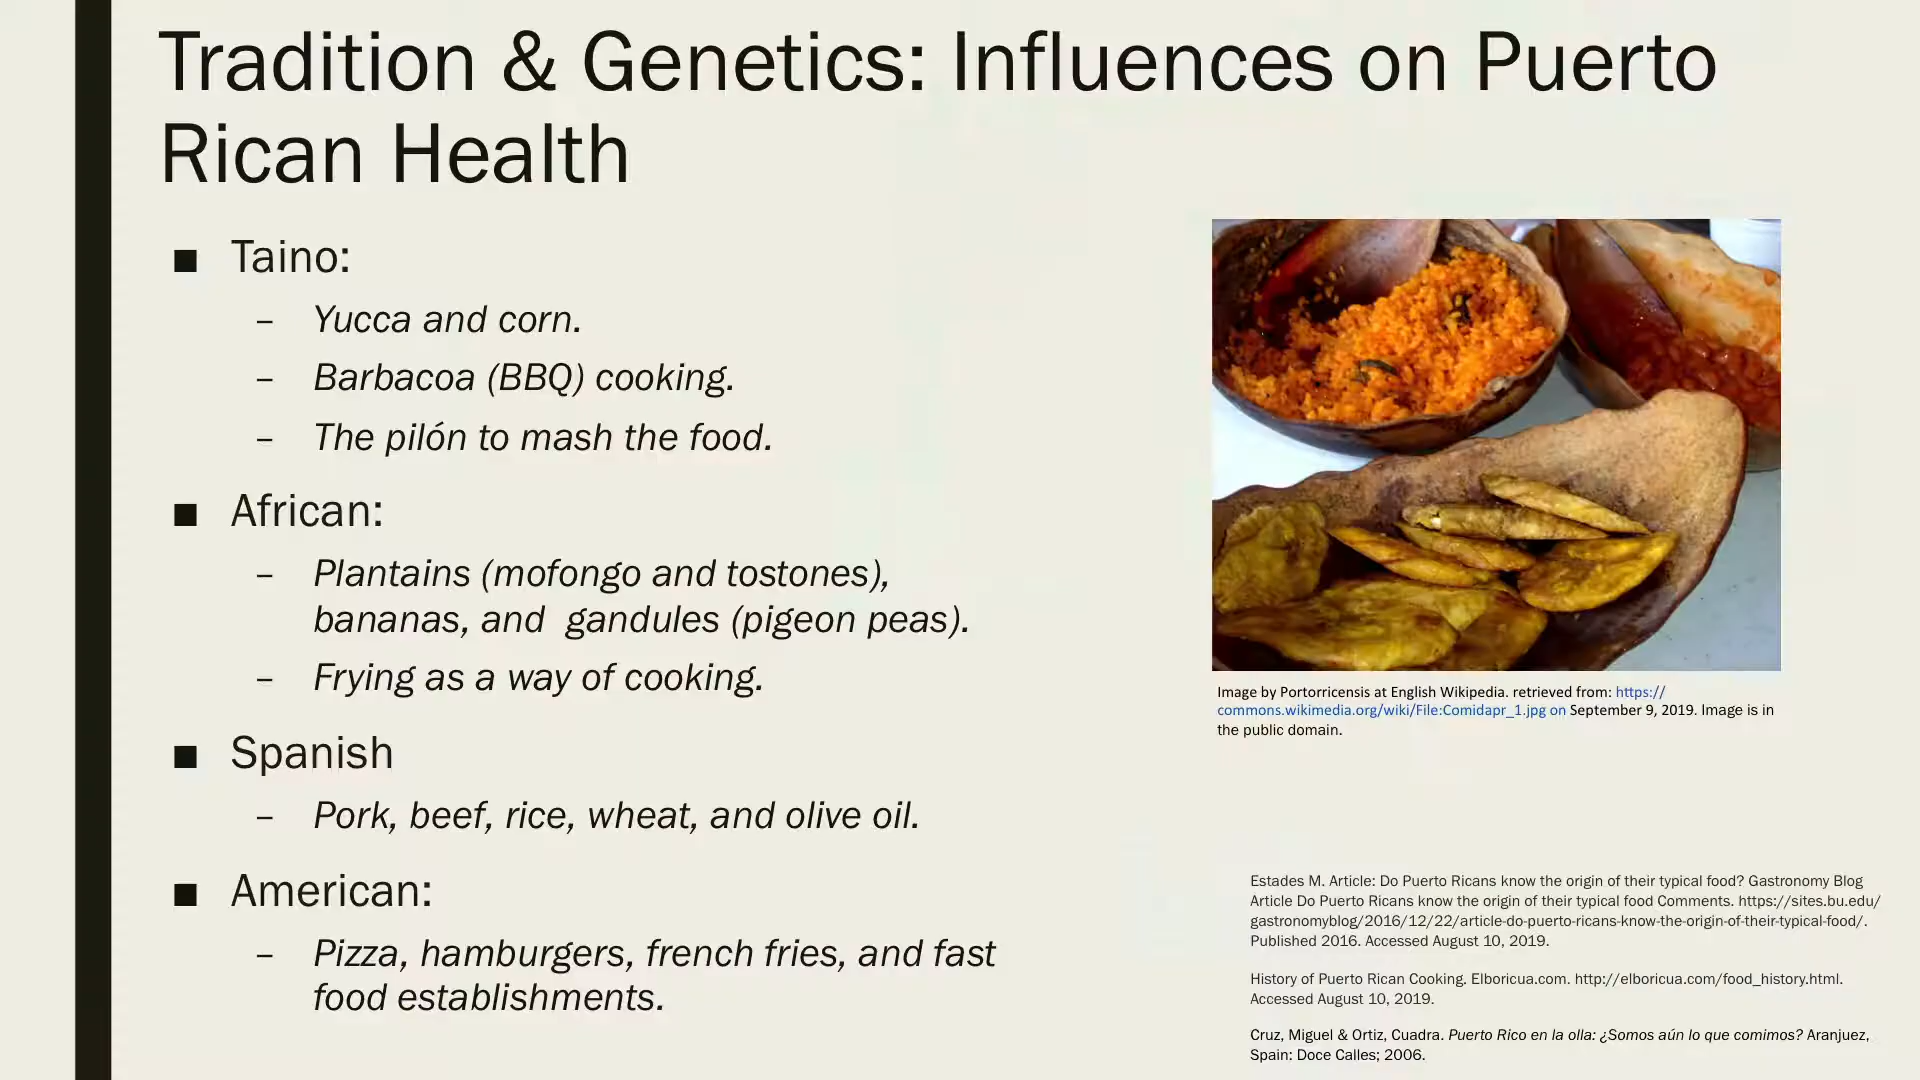 Tradition & Genetics: Influences on Puerto
Rican Health
■ Taino:
– Yucca and corn.
– Barbacoa (BBQ) cooking.
– The pilón to mash the food.
■ African:
– Plantains (mofongo and tostones),
bananas, and  gandules (pigeon peas).
– Frying as a way of cooking.
■ Spanish
– Pork, beef, rice, wheat, and olive oil.
■ American:
– Pizza, hamburgers, french fries, and fast
food establishments.
Image by Portorricensis at English Wikipedia. retrieved from: https://
commons.wikimedia.org/wiki/File:Comidapr_1.jpg on September 9, 2019. Image is in
the public domain.
Estades M. Article: Do Puerto Ricans know the origin of their typical food? Gastronomy Blog
Article Do Puerto Ricans know the origin of their typical food Comments. https://sites.bu.edu/
gastronomyblog/2016/12/22/article-do-puerto-ricans-know-the-origin-of-their-typical-food/.
Published 2016. Accessed August 10, 2019.
History of Puerto Rican Cooking. Elboricua.com. http://elboricua.com/food_history.html.
Accessed August 10, 2019.
Cruz, Miguel & Ortiz, Cuadra. Puerto Rico en la olla: ¿Somos aún lo que comimos? Aranjuez,
Spain: Doce Calles; 2006.